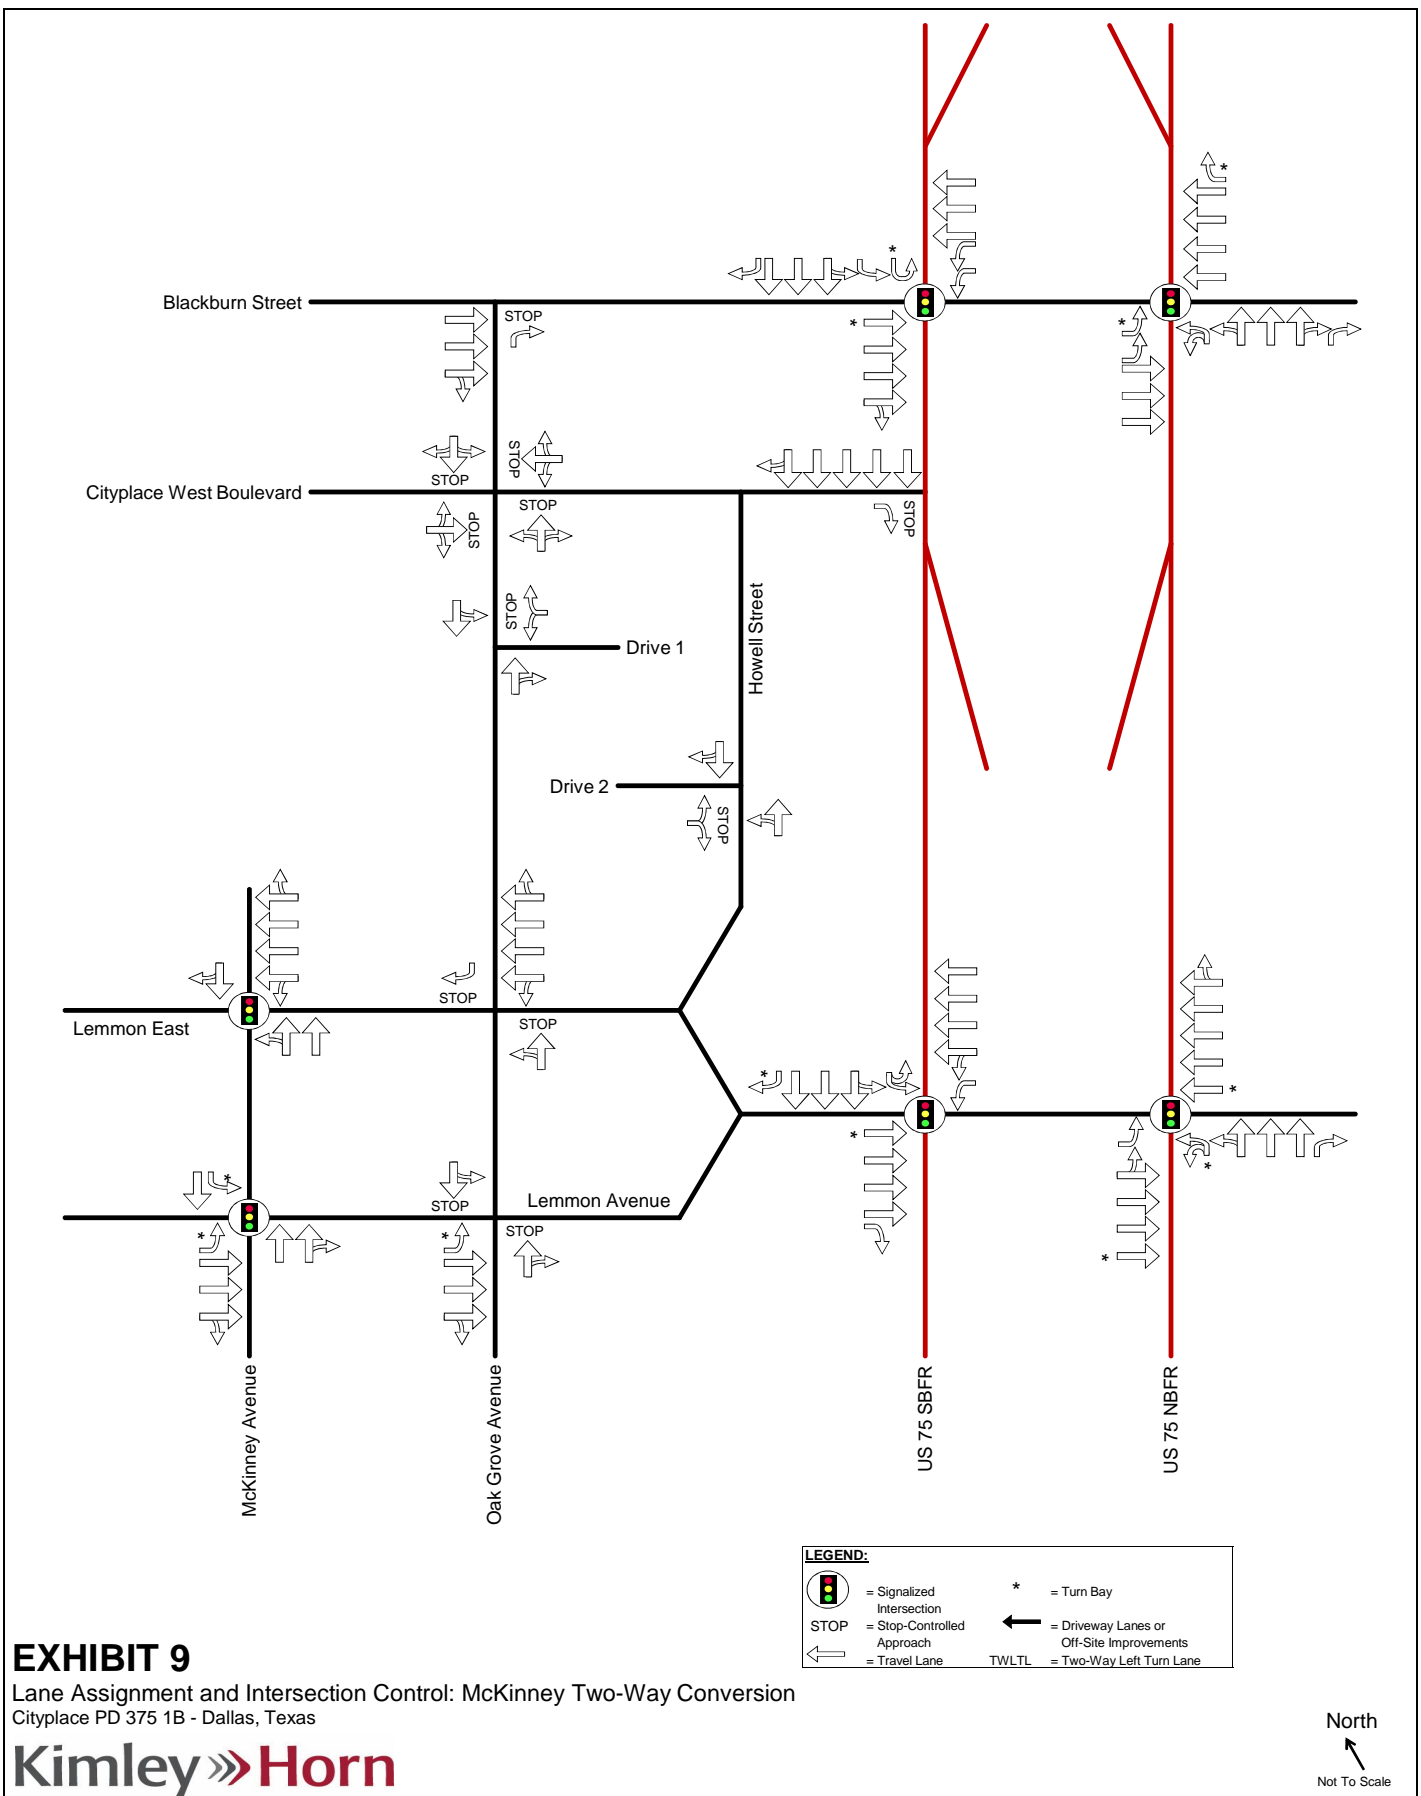 *
*
Blackburn Street
STOP
*
*
STOP
STOP
Cityplace West Boulevard
STOP
STOP
STOP
STOP
Howell Street
Drive 1
Drive 2
STOP
STOP
Lemmon East
STOP
*
*
*
*
STOP
Lemmon Avenue
*
*
STOP
*
McKinney Avenue
Oak Grove Avenue
US 75 SBFR
US 75 NBFR
LEGEND:
= Signalized
Intersection
* = Turn Bay
STOP = Stop-Controlled
Approach
= Driveway Lanes or
Off-Site Improvements
= Travel Lane
TWLTL = Two-Way Left Turn Lane
EXHIBIT 9
Lane Assignment and Intersection Control: McKinney Two-Way Conversion
Cityplace PD 375 1B - Dallas, Texas
Kimley»Horn
North
Not To Scale